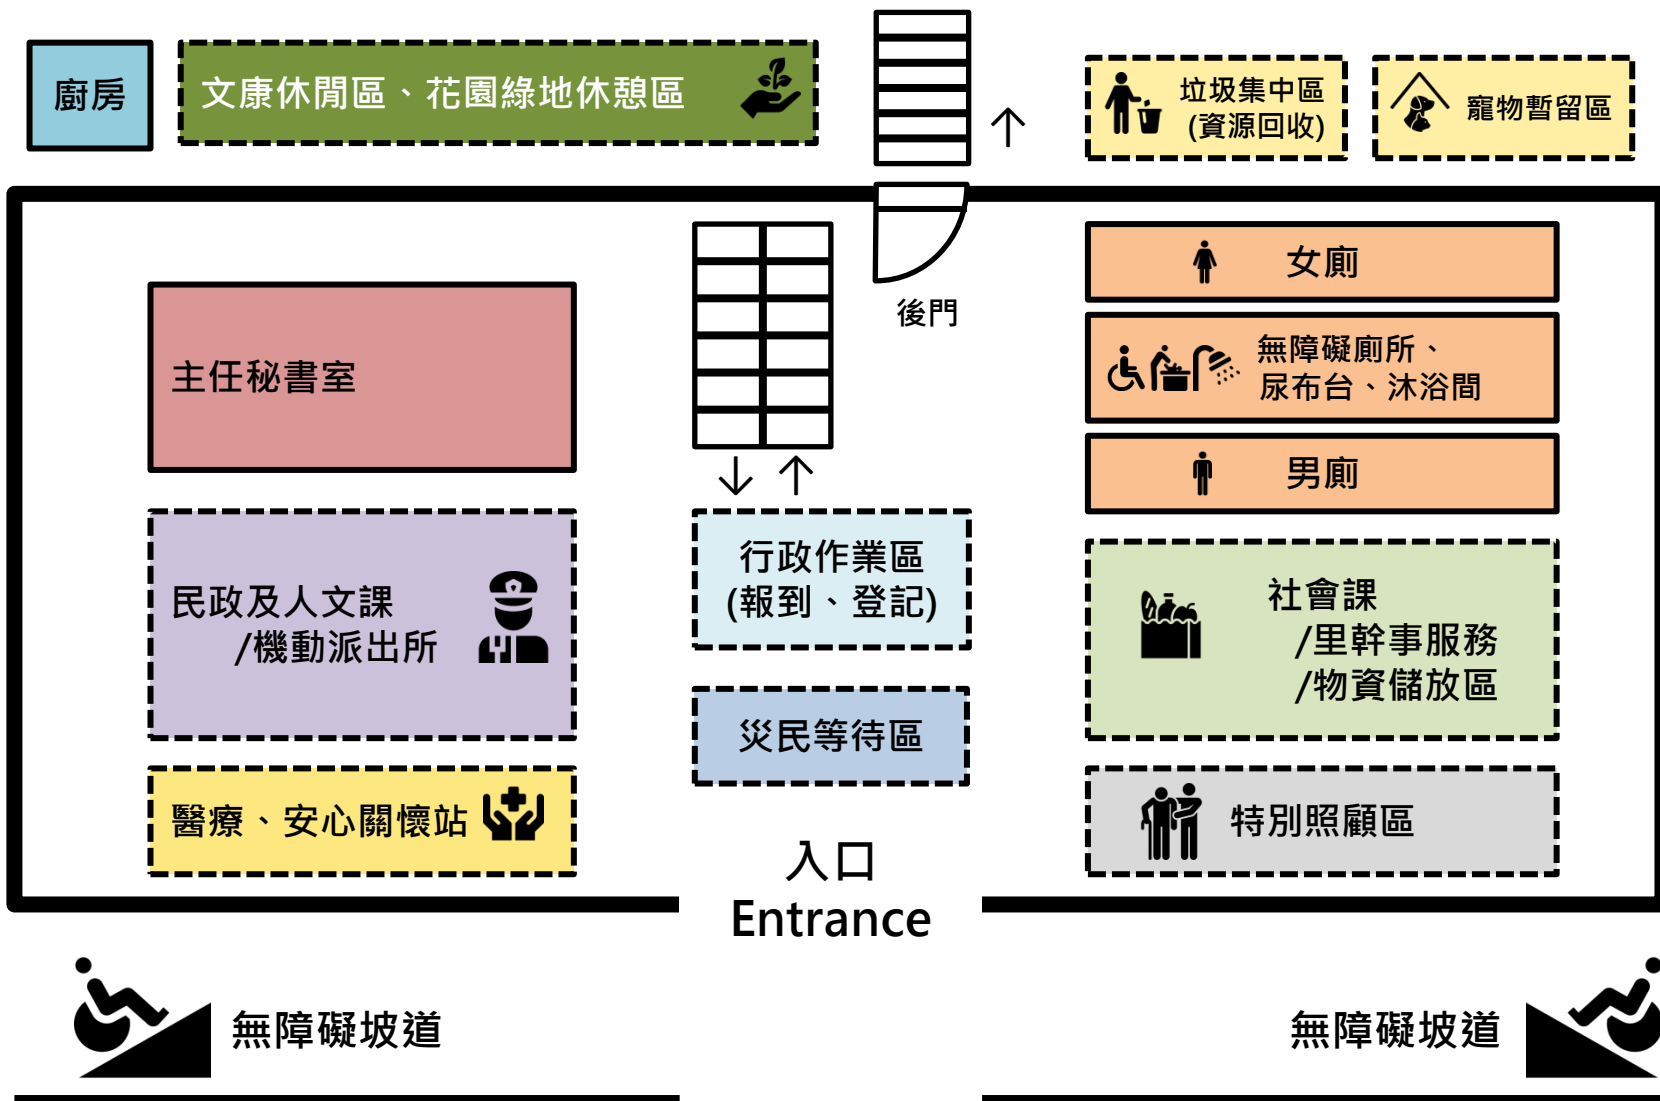 廚房
文康休閒區、花園綠地休憩區
垃圾集中區
(資源回收)
寵物暫留區
後門
主任秘書室
女廁
無障礙廁所、
尿布台、沐浴間
男廁
民政及人文課
/機動派出所
行政作業區
(報到、登記)
社會課
/里幹事服務
/物資儲放區
災民等待區
醫療、安心關懷站
特別照顧區
入口
Entrance
無障礙坡道
無障礙坡道